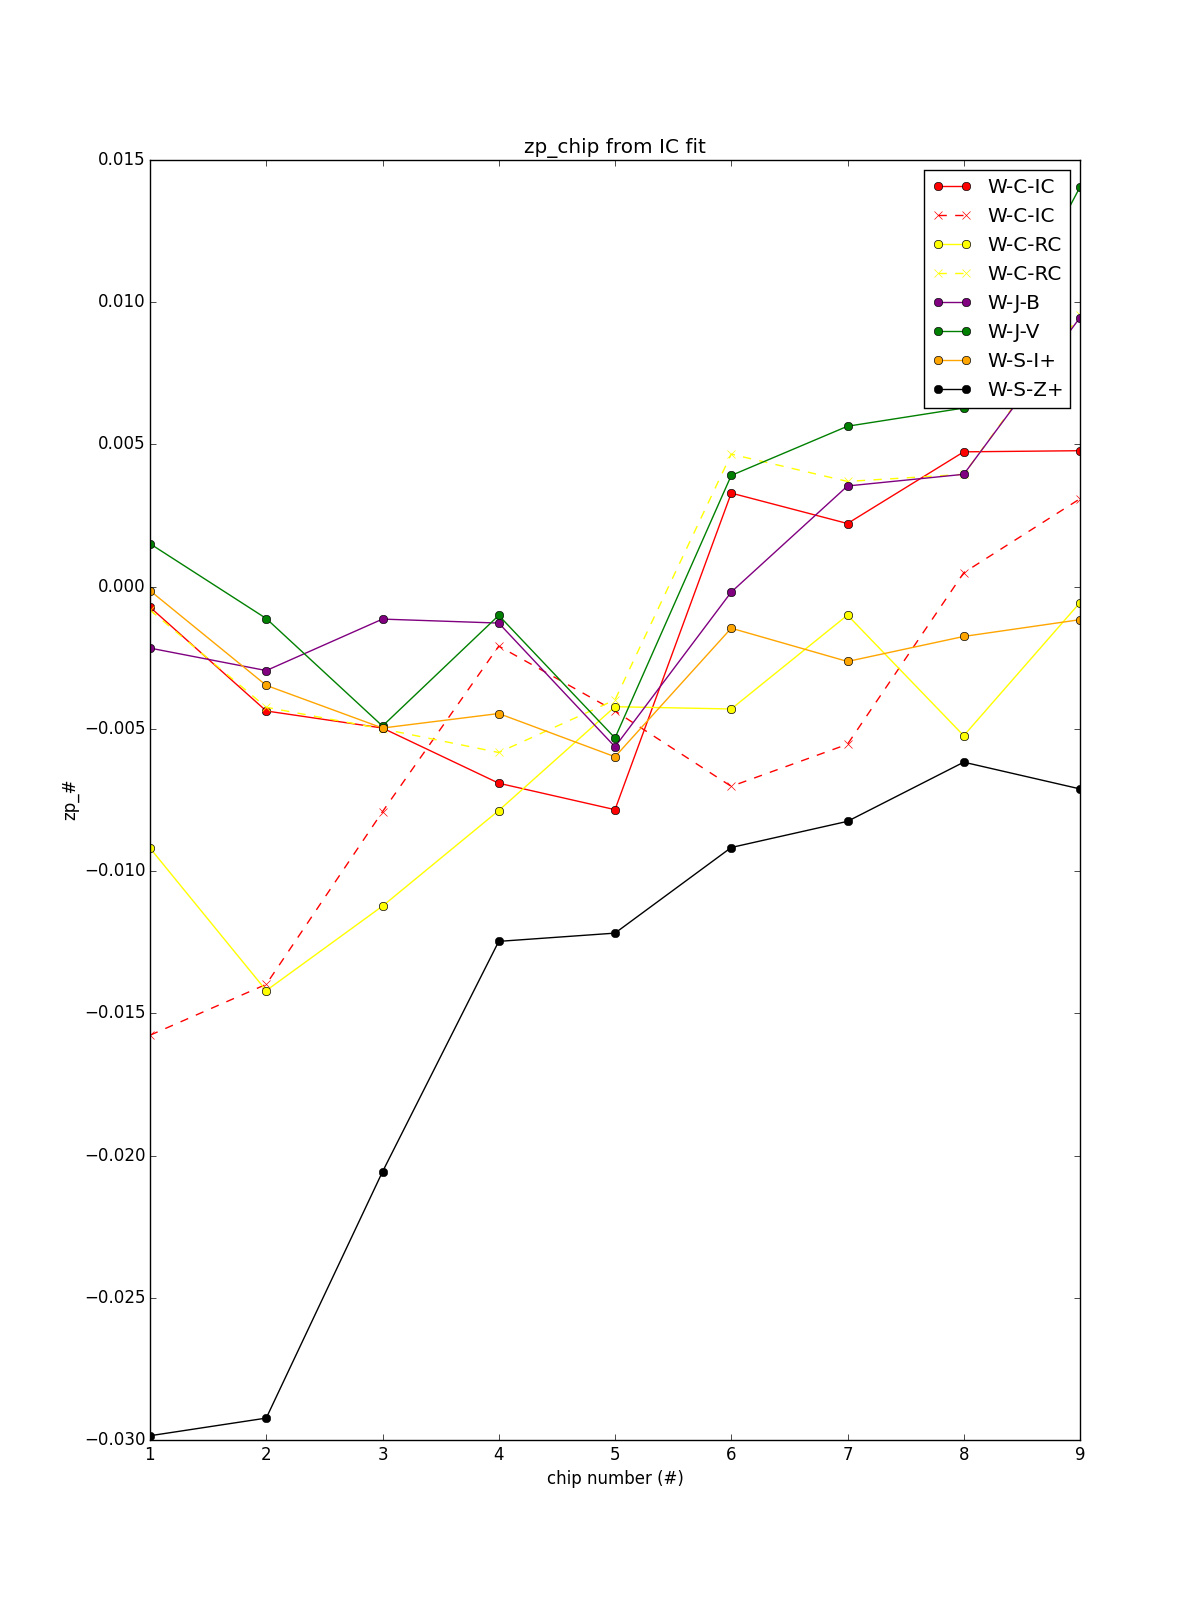 zp_chip from IC fit
0.015
0.010
0.005
0.000
−0.005
−0.010
−0.015
−0.020
−0.025
−0.030
zp_#
W-C-IC
W-C-IC
W-C-RC
W-C-RC
W-J-B
W-J-V
W-S-I+
W-S-Z+
1 2 3 4 5 6 7 8 9
chip number (#)